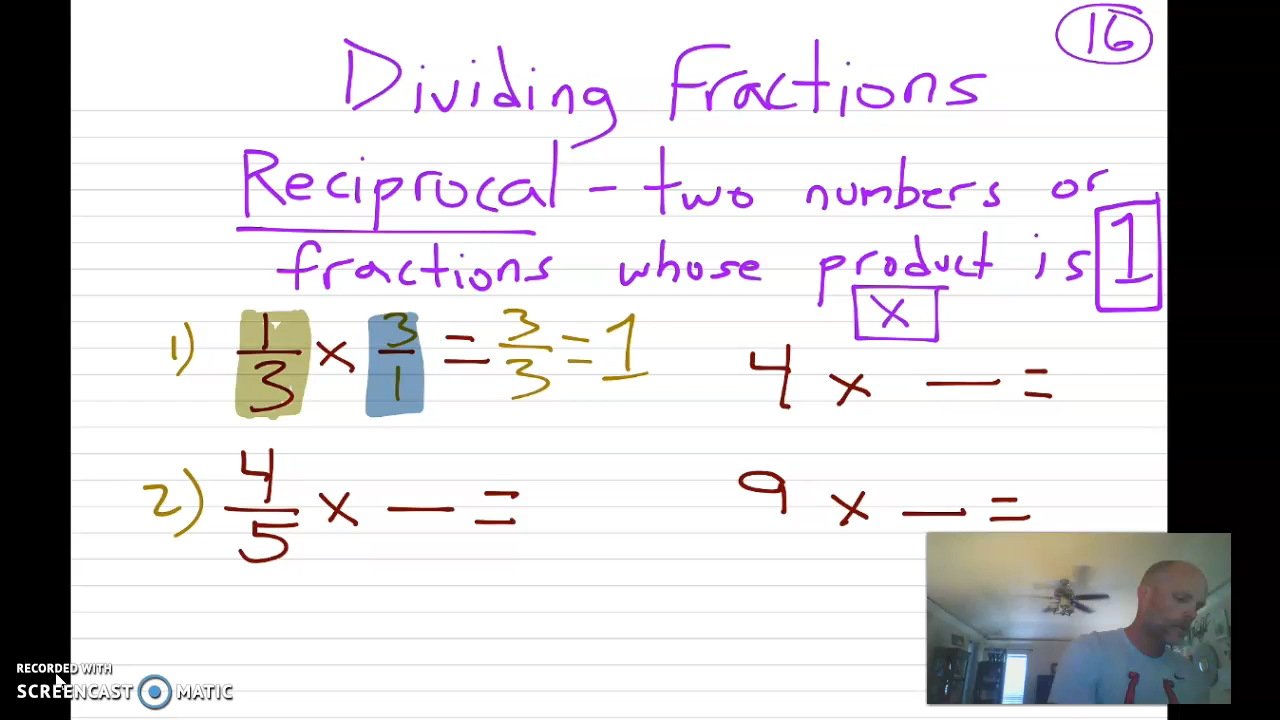 16
Dividing Fractions
Reciprocal - two numbers or
fractions whose product is 1
x
1) 1/3 x 3/1 = 3/3 = 1
4 x — =
2) 4/5 x — =
9 x — =
RECORDED WITH
SCREENCAST MATIC